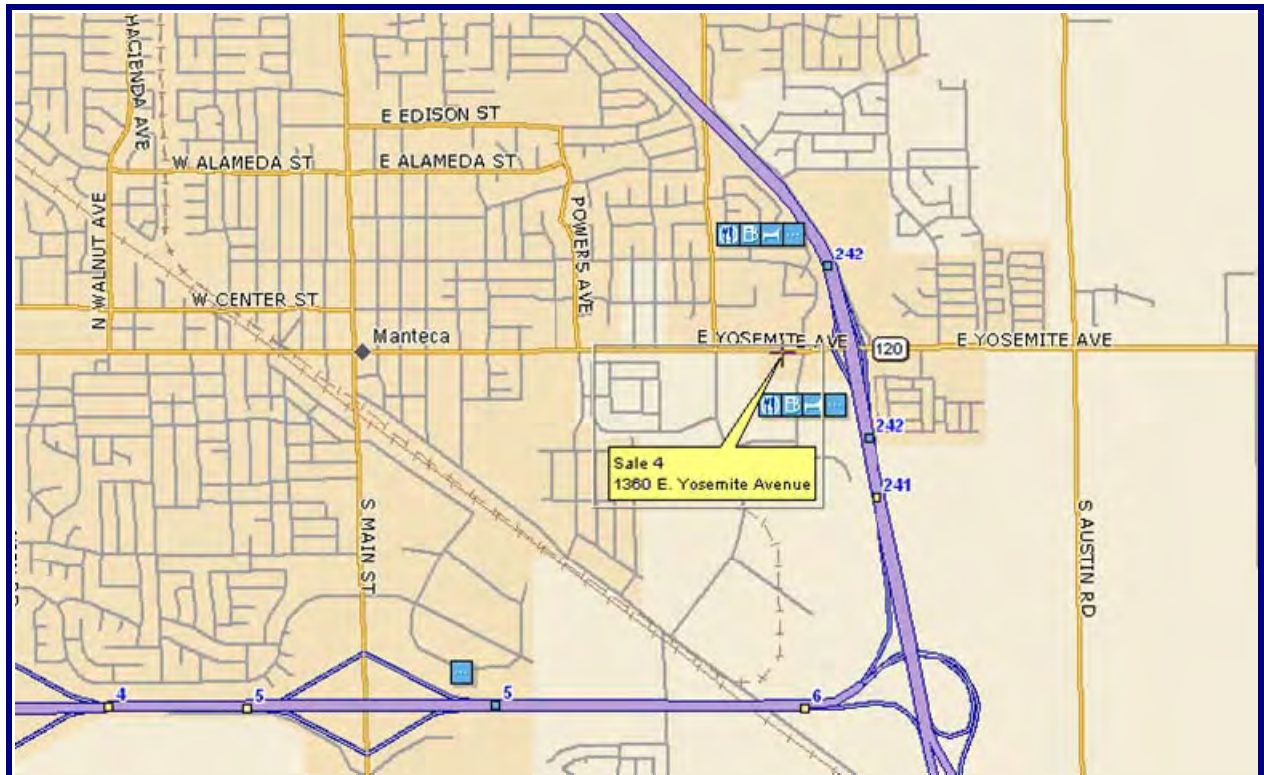 HACIENDA AVE
E EDISON ST
W ALAMEDA ST
E ALAMEDA ST
N WALNUT AVE
POWERS AVE
242
W CENTER ST
Manteca
E YOSEMITE AVE
120
E YOSEMITE AVE
242
Sale 4
1360 E. Yosemite Avenue
241
S MAIN ST
S AUSTIN RD
4
5
5
6